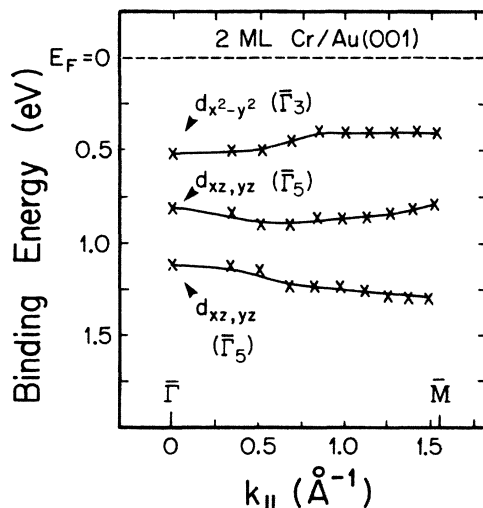 2 ML Cr/Au(001)
E_F=0
d_{x²-y²} (Γ̄₃)
0.5
d_{xz,yz} (Γ̄₅)
1.0
d_{xz,yz}
(Γ̄₅)
1.5
Γ̄ M̄
0 0.5 1.0 1.5
k_{||} (Å⁻¹)
Binding Energy (eV)